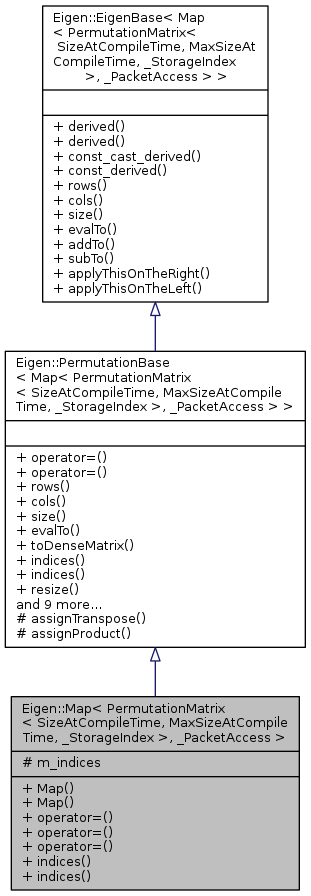 Eigen::EigenBase< Map
< PermutationMatrix<
SizeAtCompileTime, MaxSizeAt
CompileTime, _StorageIndex
>, _PacketAccess > >
+ derived()
+ derived()
+ const_cast_derived()
+ const_derived()
+ rows()
+ cols()
+ size()
+ evalTo()
+ addTo()
+ subTo()
+ applyThisOnTheRight()
+ applyThisOnTheLeft()
Eigen::PermutationBase
< Map< PermutationMatrix
< SizeAtCompileTime, MaxSizeAtCompile
Time, _StorageIndex >, _PacketAccess > >
+ operator=()
+ operator=()
+ rows()
+ cols()
+ size()
+ evalTo()
+ toDenseMatrix()
+ indices()
+ indices()
+ resize()
and 9 more...
# assignTranspose()
# assignProduct()
Eigen::Map< PermutationMatrix
< SizeAtCompileTime, MaxSizeAtCompile
Time, _StorageIndex >, _PacketAccess >
# m_indices
+ Map()
+ Map()
+ operator=()
+ operator=()
+ operator=()
+ indices()
+ indices()